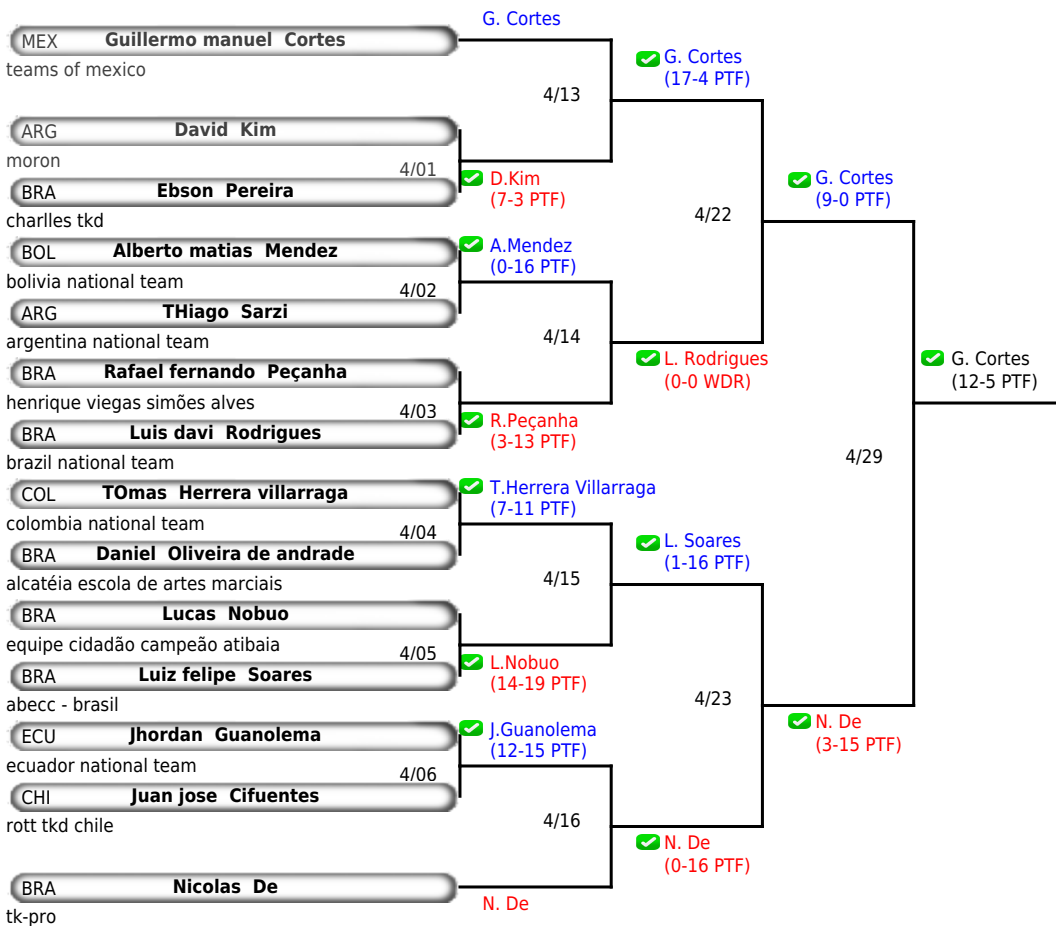 G. Cortes
MEX Guillermo manuel Cortes
teams of mexico
G. Cortes
(17-4 PTF)
4/13
ARG David Kim
moron
4/01
BRA Ebson Pereira
charlles tkd
D.Kim
(7-3 PTF)
G. Cortes
(9-0 PTF)
4/22
BOL Alberto matias Mendez
bolivia national team
A.Mendez
(0-16 PTF)
4/02
ARG THiago Sarzi
argentina national team
4/14
L. Rodrigues
(0-0 WDR)
G. Cortes
(12-5 PTF)
BRA Rafael fernando Peçanha
henrique viegas simões alves
4/03
BRA Luis davi Rodrigues
brazil national team
R.Peçanha
(3-13 PTF)
4/29
COL TOmas Herrera villarraga
colombia national team
T.Herrera Villarraga
(7-11 PTF)
4/04
BRA Daniel Oliveira de andrade
alcatéia escola de artes marciais
L. Soares
(1-16 PTF)
4/15
BRA Lucas Nobuo
equipe cidadão campeão atibaia
4/05
BRA Luiz felipe Soares
abecc - brasil
L.Nobuo
(14-19 PTF)
4/23
N. De
(3-15 PTF)
ECU Jhordan Guanolema
ecuador national team
J.Guanolema
(12-15 PTF)
4/06
CHI Juan jose Cifuentes
rott tkd chile
4/16
N. De
(0-16 PTF)
BRA Nicolas De
tk-pro
N. De